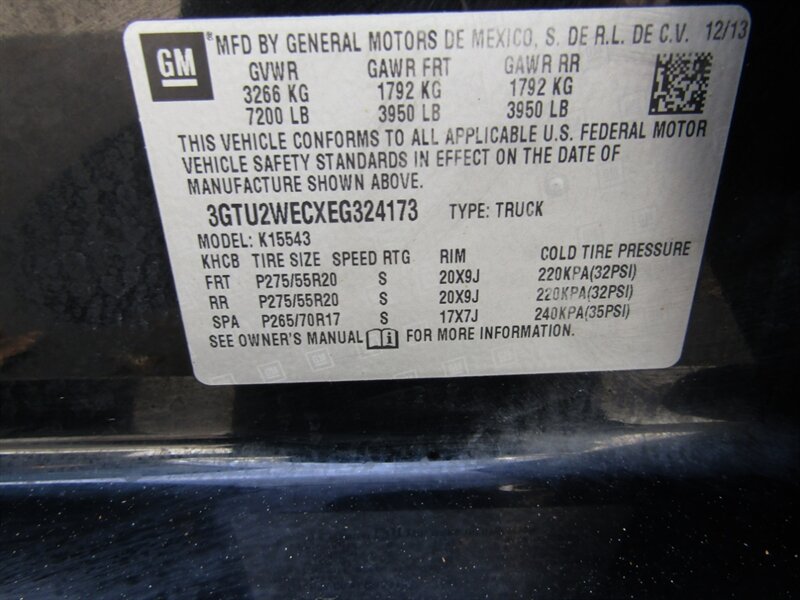 GM
® MFD BY GENERAL MOTORS DE MEXICO, S. DE R.L. DE C.V. 12/13
GVWR GAWR FRT GAWR RR
3266 KG 1792 KG 1792 KG
7200 LB 3950 LB 3950 LB
THIS VEHICLE CONFORMS TO ALL APPLICABLE U.S. FEDERAL MOTOR
VEHICLE SAFETY STANDARDS IN EFFECT ON THE DATE OF
MANUFACTURE SHOWN ABOVE.
3GTU2WECXEG324173 TYPE: TRUCK
MODEL: K15543
KHCB TIRE SIZE SPEED RTG RIM COLD TIRE PRESSURE
FRT P275/55R20 S 20X9J 220KPA(32PSI)
RR P275/55R20 S 20X9J 220KPA(32PSI)
SPA P265/70R17 S 17X7J 240KPA(35PSI)
SEE OWNER'S MANUAL FOR MORE INFORMATION.